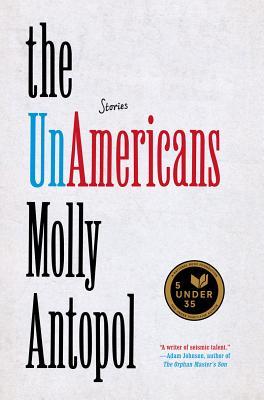 the
Stories
UnAmericans
Molly
Antopol
5
UNDER
35
"A writer of seismic talent."
—Adam Johnson, author of
The Orphan Master's Son